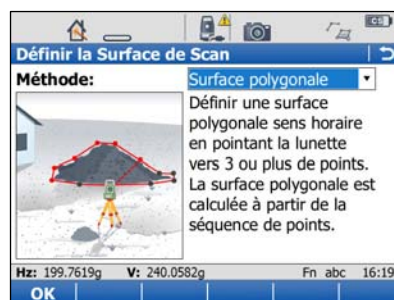 CS
Définir la Surface de Scan
Méthode:
Surface polygonale
Définir une surface
polygonale sens horaire
en pointant la lunette
vers 3 ou plus de points.
La surface polygonale est
calculée à partir de la
séquence de points.
Hz: 199.7619g V: 240.0582g Fn abc 16:19
OK